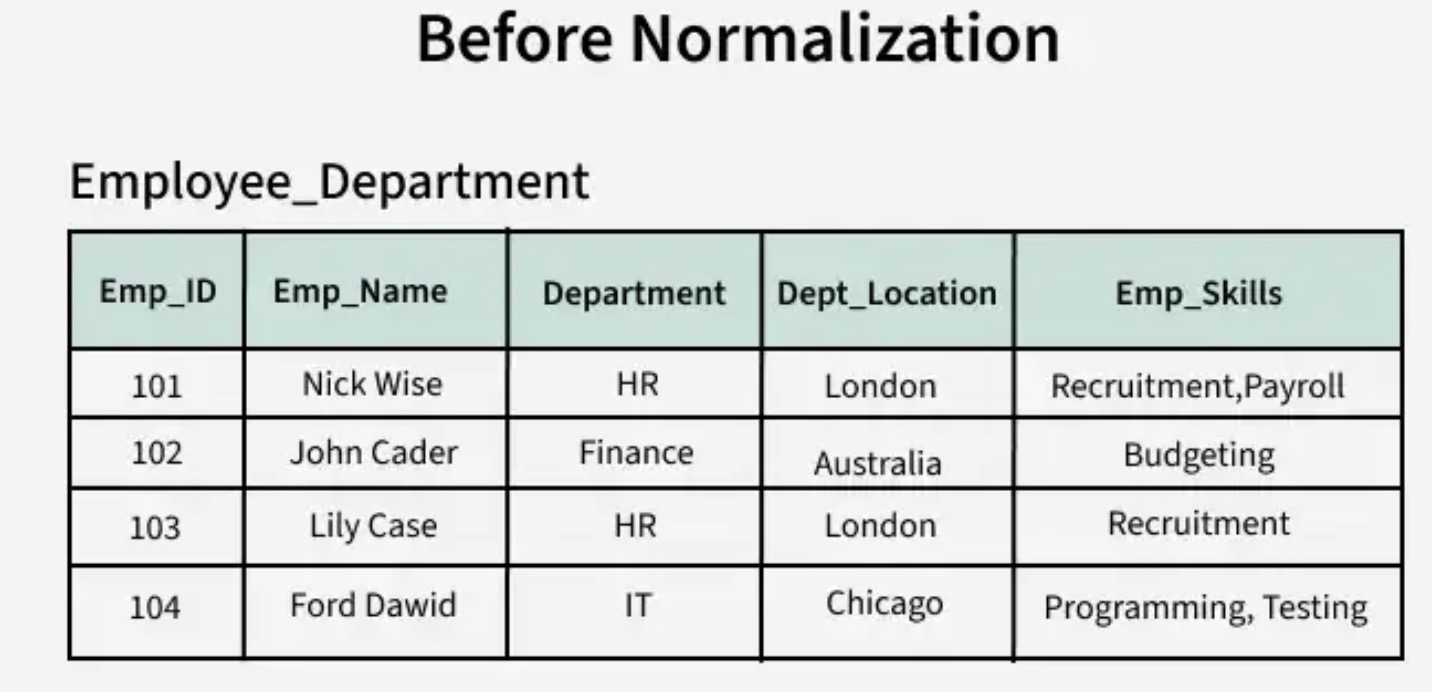 Before Normalization
Employee_Department
Emp_ID Emp_Name Department Dept_Location Emp_Skills
101 Nick Wise HR London Recruitment,Payroll
102 John Cader Finance Australia Budgeting
103 Lily Case HR London Recruitment
104 Ford Dawid IT Chicago Programming, Testing